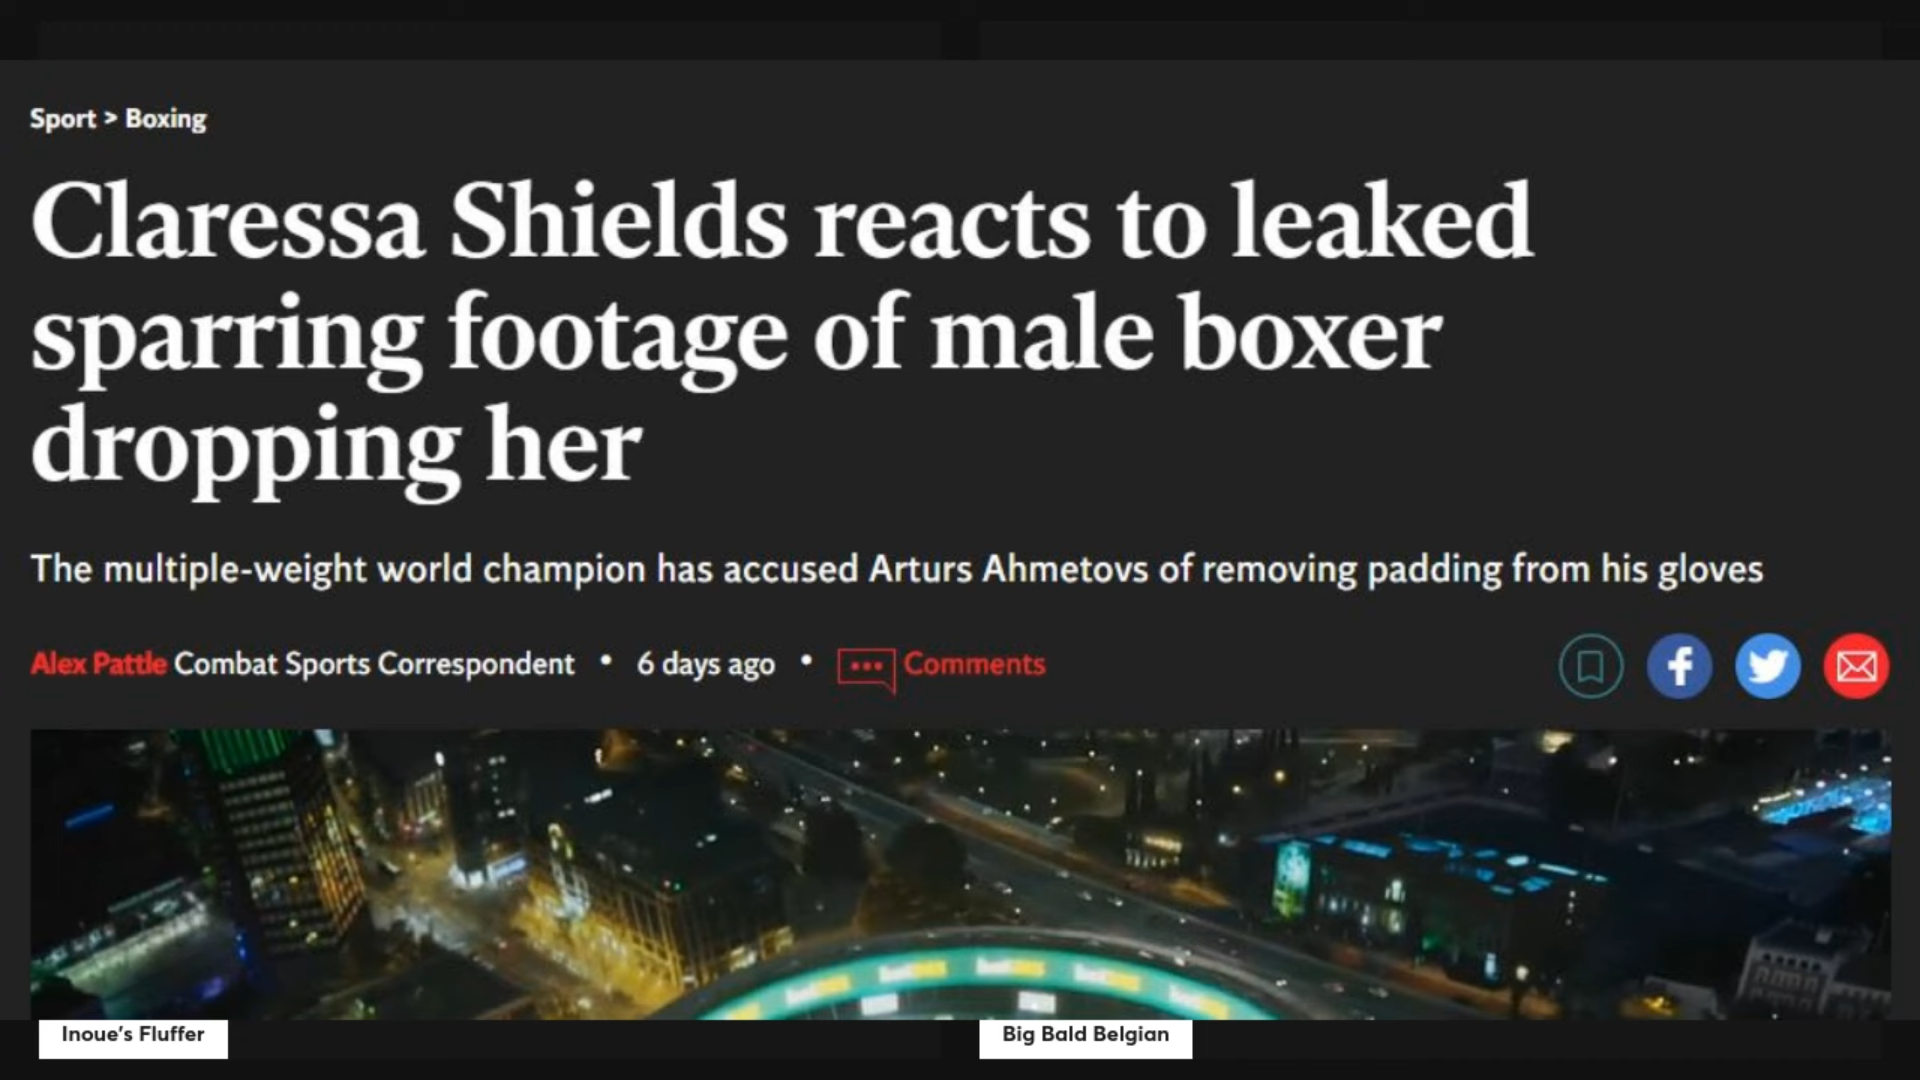 Sport > Boxing
Claressa Shields reacts to leaked
sparring footage of male boxer
dropping her
The multiple-weight world champion has accused Arturs Ahmetovs of removing padding from his gloves
Alex Pattle Combat Sports Correspondent • 6 days ago • Comments
Inoue's Fluffer
Big Bald Belgian